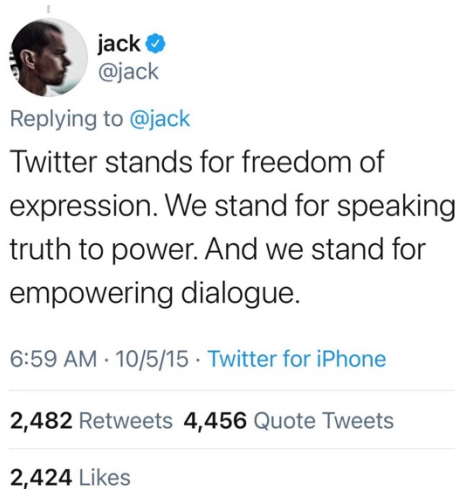 jack
@jack
Replying to @jack
Twitter stands for freedom of
expression. We stand for speaking
truth to power. And we stand for
empowering dialogue.
6:59 AM · 10/5/15 · Twitter for iPhone
2,482 Retweets 4,456 Quote Tweets
2,424 Likes